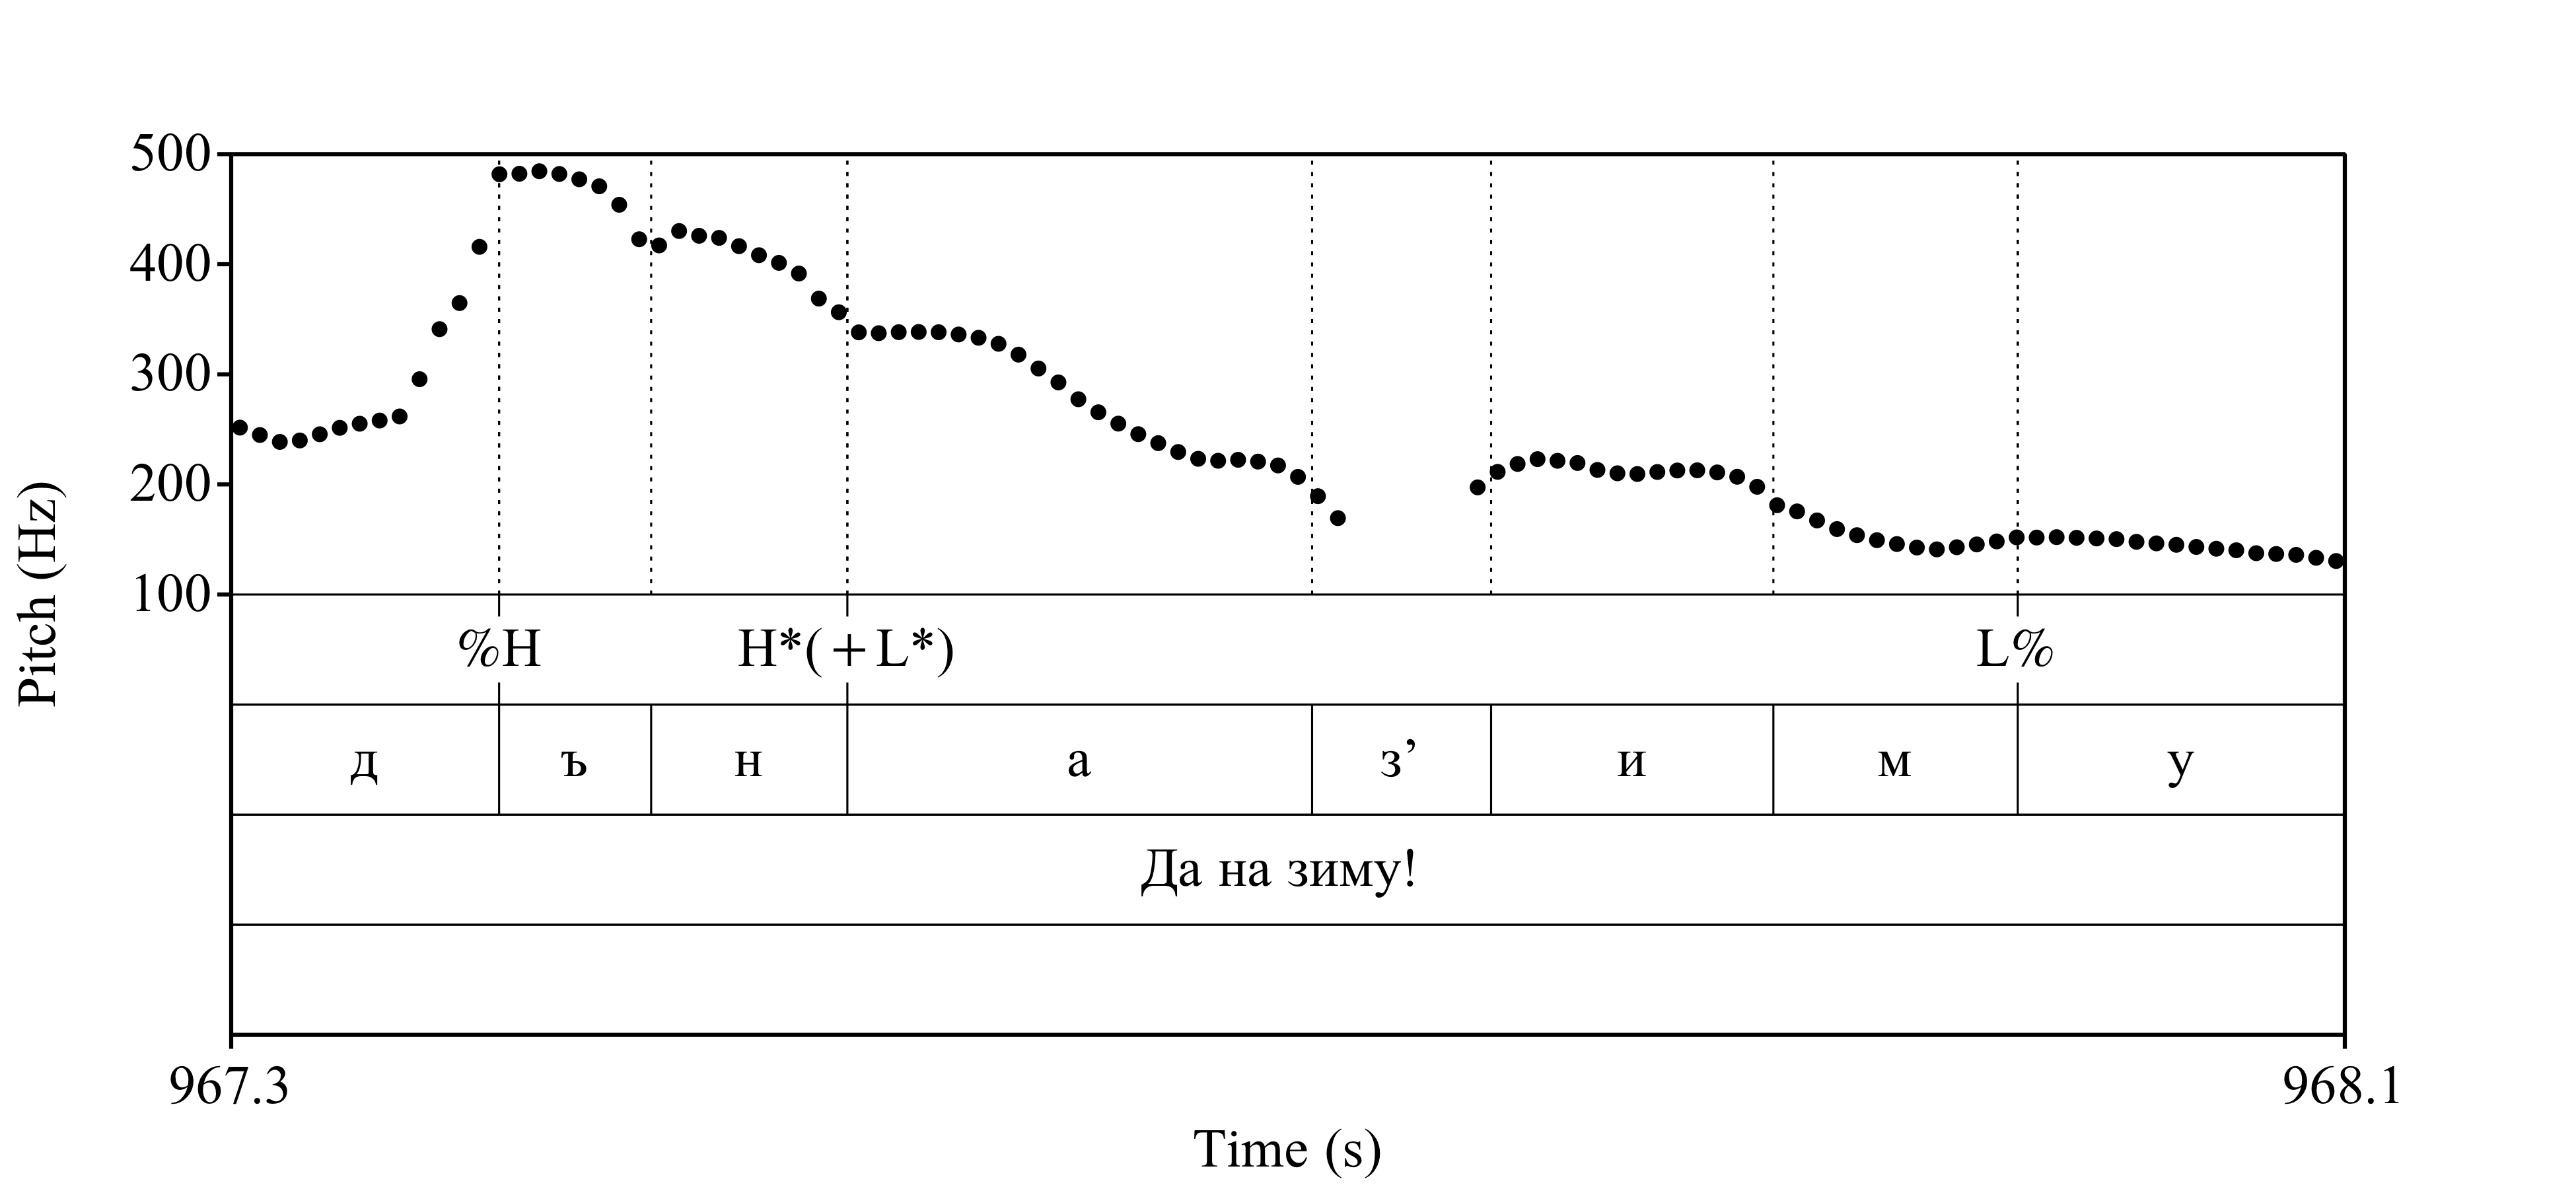 500
400
300
200
100
Pitch (Hz)
%H H*(+L*) L%
д ъ н а з’ и м у
Да на зиму!
967.3 968.1
Time (s)